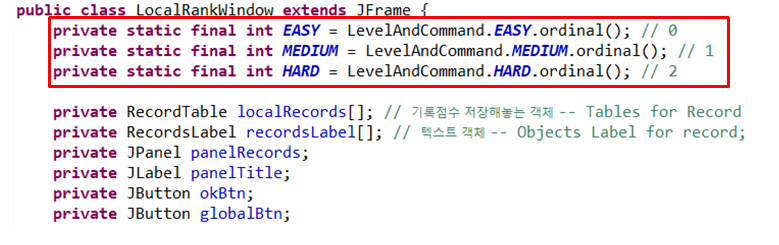 public class LocalRankWindow extends JFrame {
private static final int EASY = LevelAndCommand.EASY.ordinal(); // 0
private static final int MEDIUM = LevelAndCommand.MEDIUM.ordinal(); // 1
private static final int HARD = LevelAndCommand.HARD.ordinal(); // 2
private RecordTable localRecords[]; // 기록점수 저장해놓는 객체 -- Tables for Record
private RecordsLabel recordsLabel[]; // 텍스트 객체 -- Objects Label for record;
private JPanel panelRecords;
private JLabel panelTitle;
private JButton okBtn;
private JButton globalBtn;